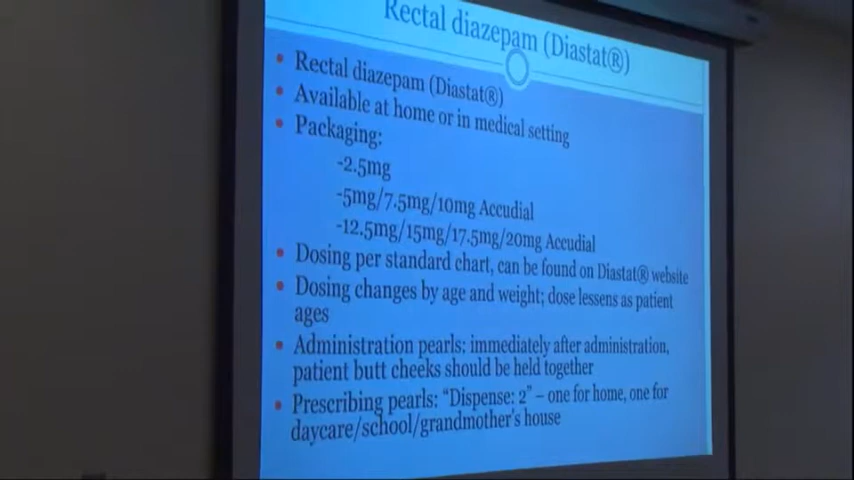 Rectal diazepam (Diastat®)
• Rectal diazepam (Diastat®)
• Available at home or in medical setting
• Packaging:
-2.5mg
-5mg/7.5mg/10mg Accudial
-12.5mg/15mg/17.5mg/20mg Accudial
• Dosing per standard chart, can be found on Diastat® website
• Dosing changes by age and weight; dose lessens as patient
ages
• Administration pearls: immediately after administration,
patient butt cheeks should be held together
• Prescribing pearls: “Dispense: 2” – one for home, one for
daycare/school/grandmother's house